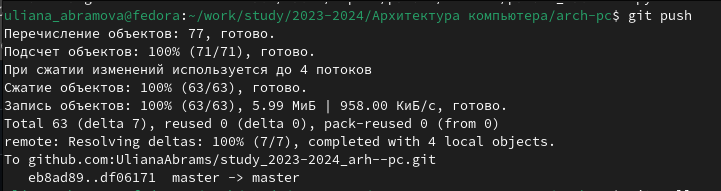 uliana_abramova@fedora:~/work/study/2023-2024/Архитектура компьютера/arch-pc$ git push
Перечисление объектов: 77, готово.
Подсчет объектов: 100% (71/71), готово.
При сжатии изменений используется до 4 потоков
Сжатие объектов: 100% (63/63), готово.
Запись объектов: 100% (63/63), 5.99 МиБ | 958.00 КиБ/с, готово.
Total 63 (delta 7), reused 0 (delta 0), pack-reused 0 (from 0)
remote: Resolving deltas: 100% (7/7), completed with 4 local objects.
To github.com:UlianaAbrams/study_2023-2024_arh--pc.git
   eb8ad89..df06171  master -> master